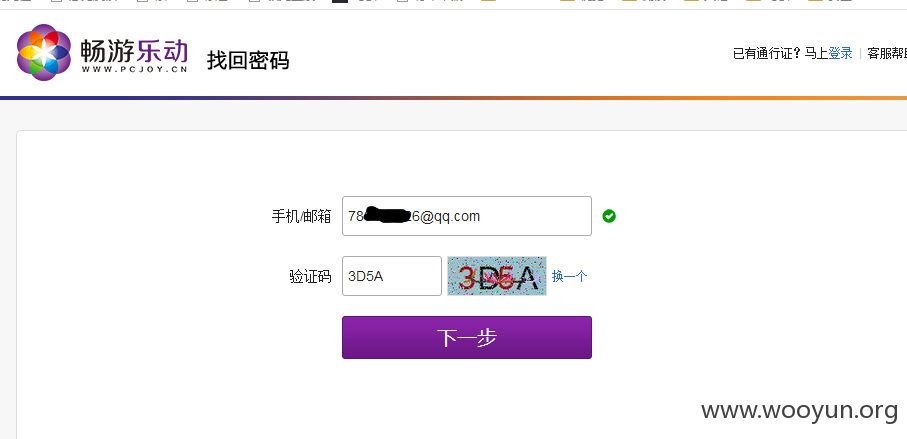 畅游乐动
WWW.PCJOY.CN
找回密码
已有通行证？马上登录 | 客服帮
手机/邮箱
78 26@qq.com
验证码
3D5A
3D5A
换一个
下一步
www.wooyun.org